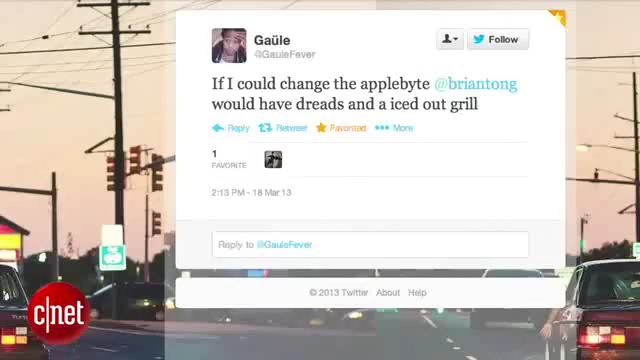 Gaüle
@GauleFever
Follow
If I could change the applebyte @briantong
would have dreads and a iced out grill
Reply Retweet Favorited More
1
FAVORITE
2:13 PM - 18 Mar 13
Reply to @GauleFever
© 2013 Twitter About Help
c|net